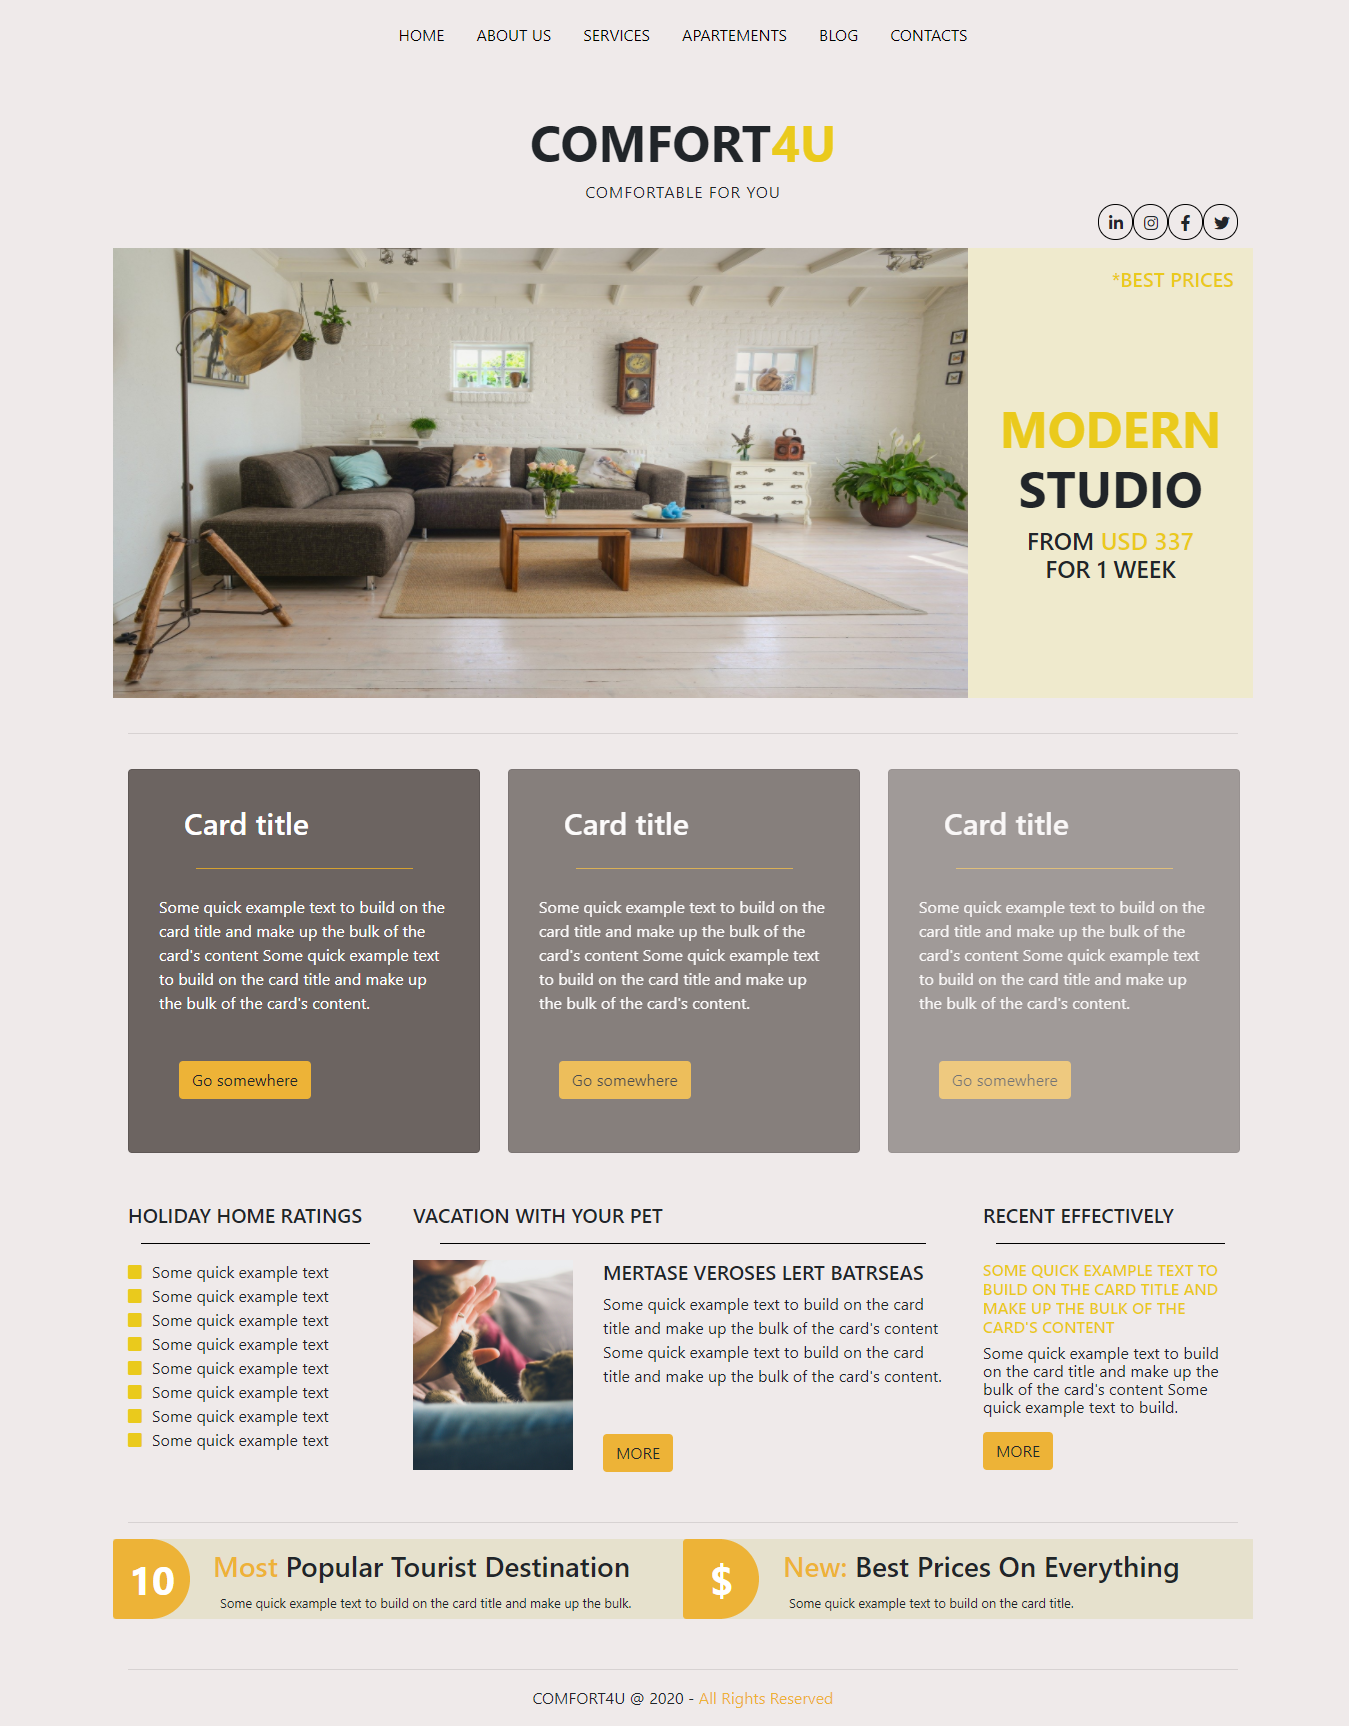 HOME ABOUT US SERVICES APARTEMENTS BLOG CONTACTS
COMFORT4U
COMFORTABLE FOR YOU
*BEST PRICES
MODERN
STUDIO
FROM USD 337
FOR 1 WEEK
Card title
Some quick example text to build on the
card title and make up the bulk of the
card's content Some quick example text
to build on the card title and make up
the bulk of the card's content.
Go somewhere
Card title
Some quick example text to build on the
card title and make up the bulk of the
card's content Some quick example text
to build on the card title and make up
the bulk of the card's content.
Go somewhere
Card title
Some quick example text to build on the
card title and make up the bulk of the
card's content Some quick example text
to build on the card title and make up
the bulk of the card's content.
Go somewhere
HOLIDAY HOME RATINGS
Some quick example text
Some quick example text
Some quick example text
Some quick example text
Some quick example text
Some quick example text
Some quick example text
Some quick example text
VACATION WITH YOUR PET
MERTASE VEROSES LERT BATRSEAS
Some quick example text to build on the card
title and make up the bulk of the card's content
Some quick example text to build on the card
title and make up the bulk of the card's content.
MORE
RECENT EFFECTIVELY
SOME QUICK EXAMPLE TEXT TO
BUILD ON THE CARD TITLE AND
MAKE UP THE BULK OF THE
CARD'S CONTENT
Some quick example text to build
on the card title and make up the
bulk of the card's content Some
quick example text to build.
MORE
10
Most Popular Tourist Destination
Some quick example text to build on the card title and make up the bulk.
$
New: Best Prices On Everything
Some quick example text to build on the card title.
COMFORT4U @ 2020 - All Rights Reserved